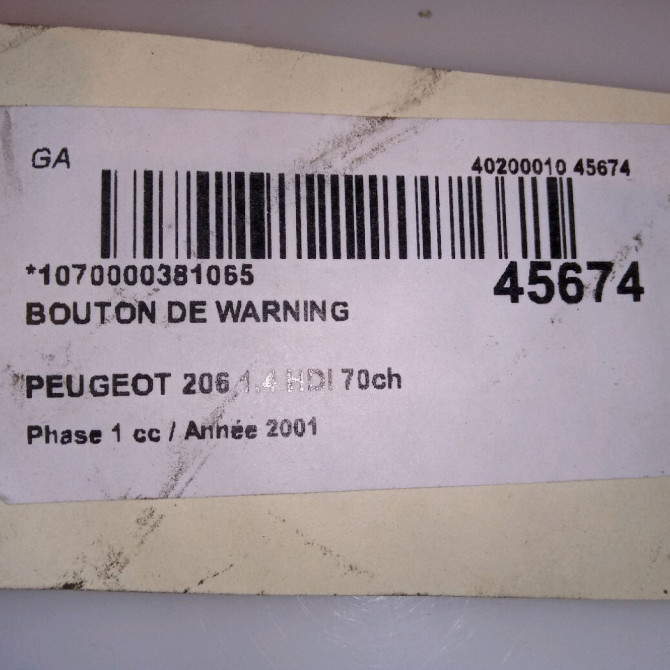 GA
40200010 45674
*1070000381065
45674
BOUTON DE WARNING
PEUGEOT 206 1.4 HDI 70ch
Phase 1 cc / Année 2001